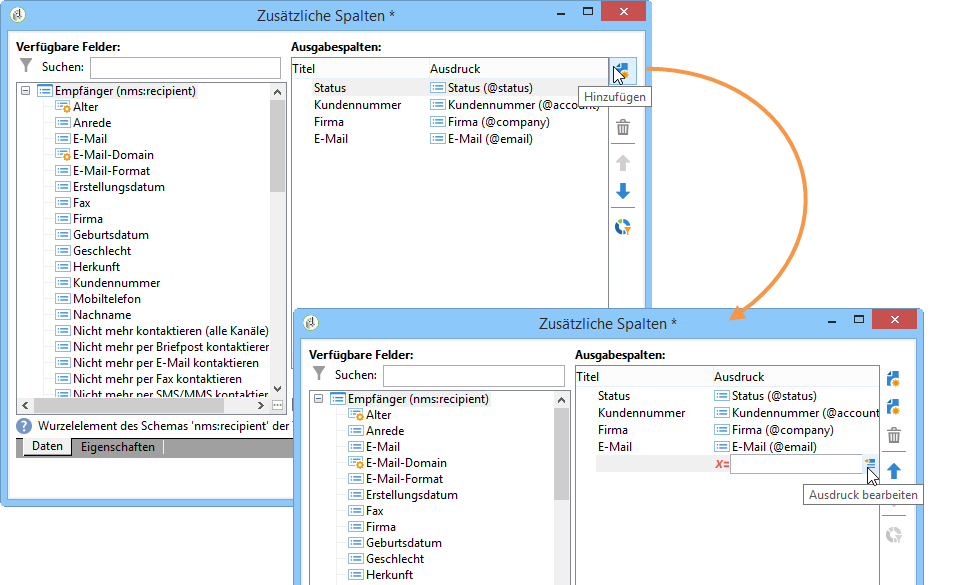 Zusätzliche Spalten *
Verfügbare Felder:
Ausgabespalten:
Suchen:
Titel Ausdruck
Status Status (@status)
Kundennummer Kundennummer (@account
Firma Firma (@company)
E-Mail E-Mail (@email)
Hinzufügen
Empfänger (nms:recipient)
Alter
Anrede
E-Mail
E-Mail-Domain
E-Mail-Format
Erstellungsdatum
Fax
Firma
Geburtsdatum
Geschlecht
Herkunft
Kundennummer
Mobiltelefon
Nachname
Nicht mehr kontaktieren (alle Kanäle)
Nicht mehr per Briefpost kontaktieren
Nicht mehr per E-Mail kontaktieren
Nicht mehr per Fax kontaktieren
Nicht mehr per SMS/MMS kontaktier
Wurzelelement des Schemas 'nms:recipient' der
Daten Eigenschaften
Zusätzliche Spalten *
Verfügbare Felder:
Ausgabespalten:
Suchen:
Titel Ausdruck
Status Status (@status)
Kundennummer Kundennummer (@account
Firma Firma (@company)
E-Mail E-Mail (@email)
X=
Ausdruck bearbeiten
Empfänger (nms:recipient)
Alter
Anrede
E-Mail
E-Mail-Domain
E-Mail-Format
Erstellungsdatum
Fax
Firma
Geburtsdatum
Geschlecht
Herkunft